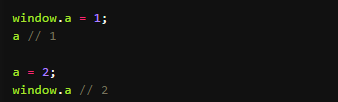 window.a = 1;
a // 1
a = 2;
window.a // 2